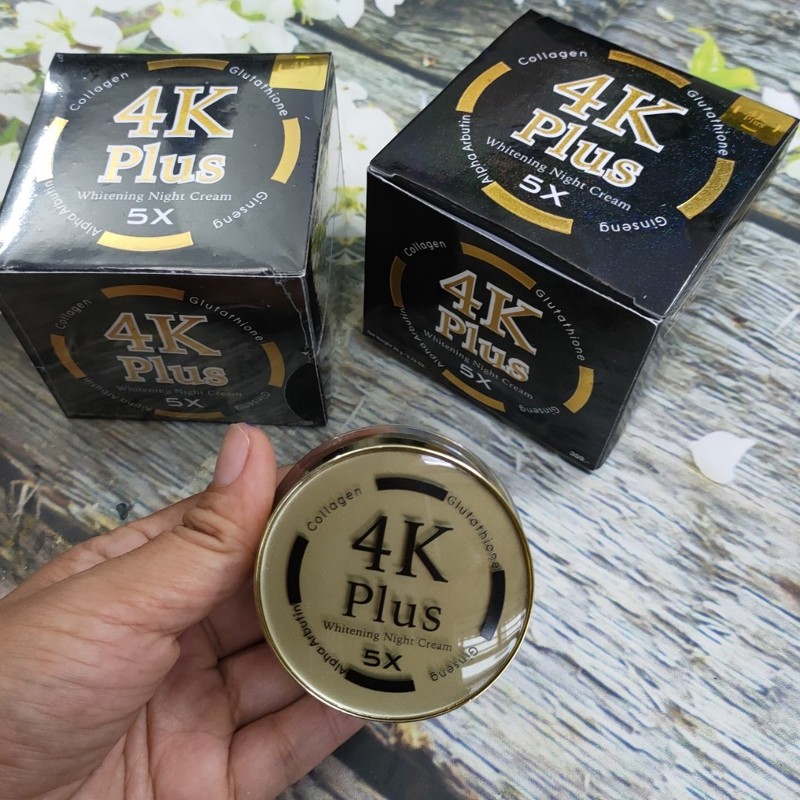 Collagen
Glutathione
4K
Plus
Whitening Night Cream
5X
Alpha Arbutin
Ginseng
Collagen
Glutathione
4K
Plus
Whitening Night Cream
5X
Alpha Arbutin
Ginseng
Collagen
Glutathione
4K
Plus
Whitening Night Cream
5X
Alpha Arbutin
Ginseng
Collagen
Glutathione
4K
Plus
Whitening Night Cream
5X
Alpha Arbutin
Ginseng
Collagen
Glutathione
4K
Plus
Whitening Night Cream
5X
Alpha Arbutin
Ginseng